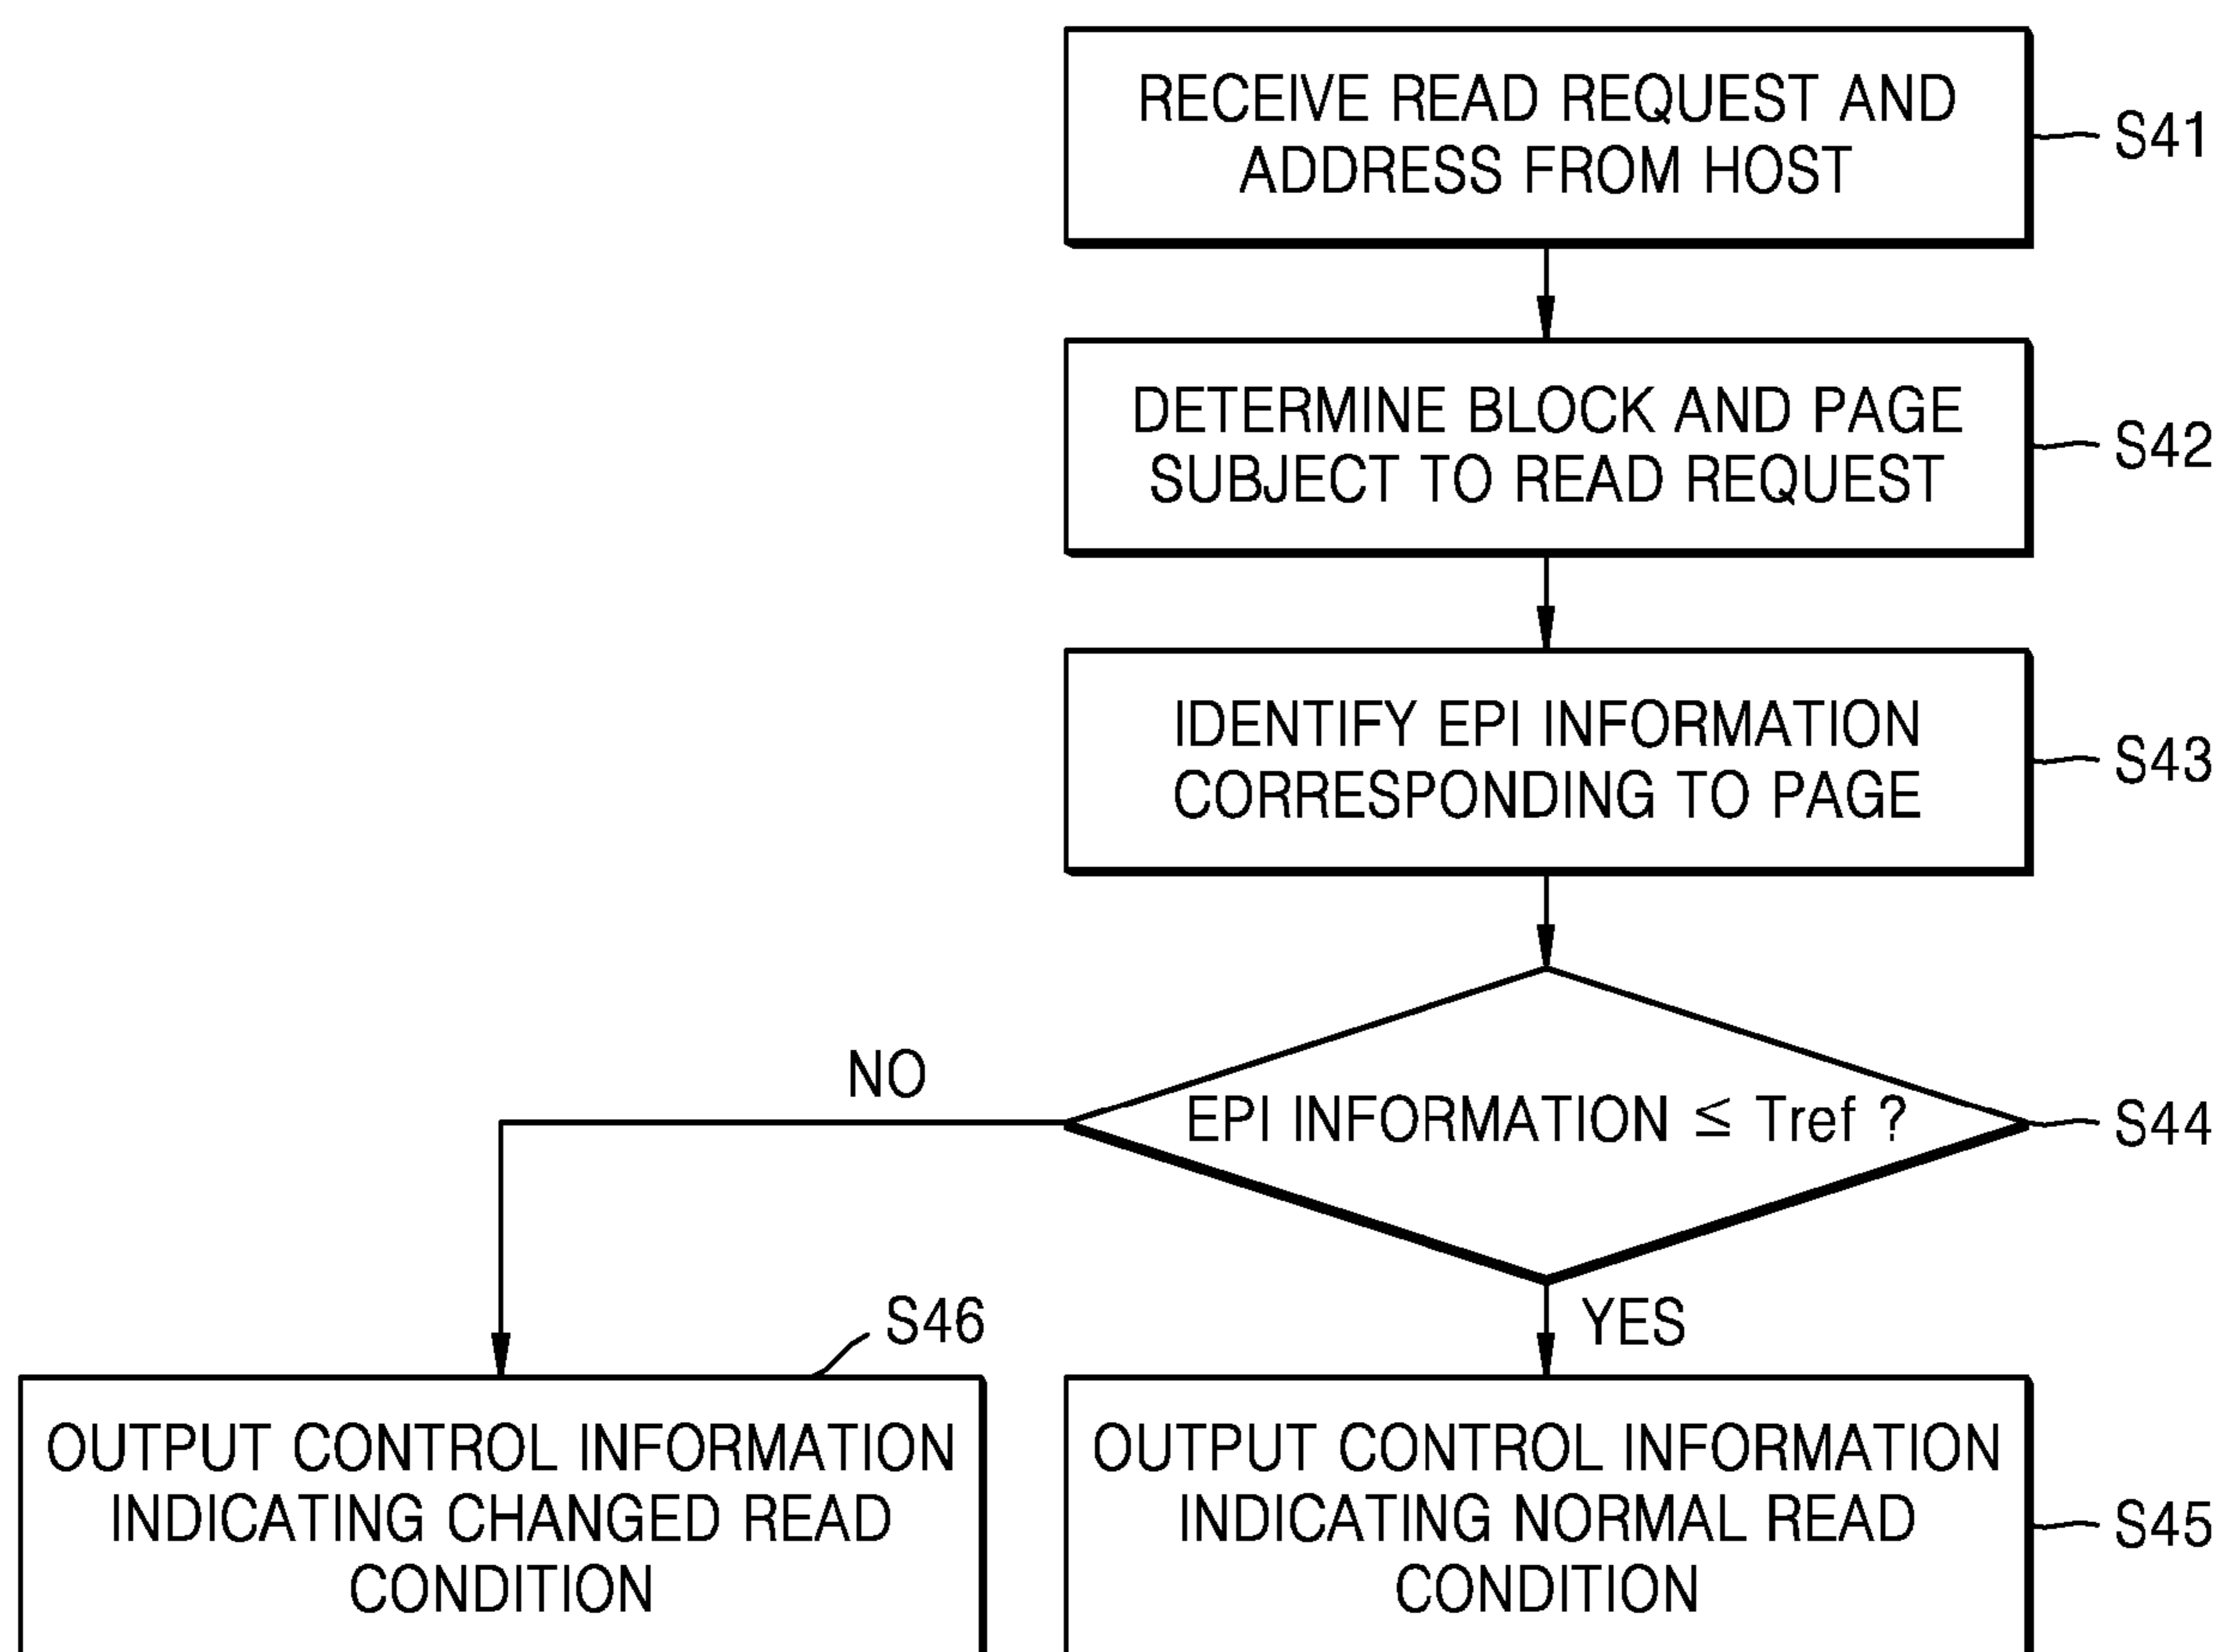 RECEIVE READ REQUEST AND
ADDRESS FROM HOST
S41
DETERMINE BLOCK AND PAGE
SUBJECT TO READ REQUEST
S42
IDENTIFY EPI INFORMATION
CORRESPONDING TO PAGE
S43
NO
EPI INFORMATION ≤ Tref ?
S44
S46
YES
OUTPUT CONTROL INFORMATION
INDICATING CHANGED READ
CONDITION
OUTPUT CONTROL INFORMATION
INDICATING NORMAL READ
CONDITION
S45